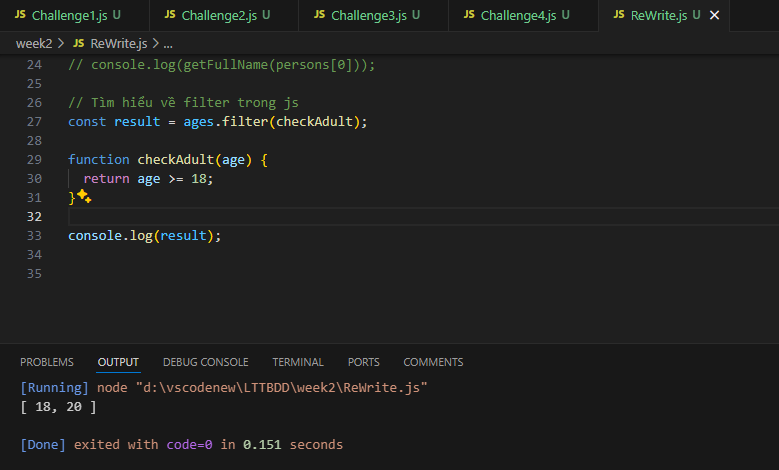 JS Challenge1.js U JS Challenge2.js U JS Challenge3.js U JS Challenge4.js U JS ReWrite.js U
week2 > JS ReWrite.js > ...
24 // console.log(getFullName(persons[0]));
25
26 // Tìm hiểu về filter trong js
27 const result = ages.filter(checkAdult);
28
29 function checkAdult(age) {
30 return age >= 18;
31 }
32
33 console.log(result);
34
35
PROBLEMS OUTPUT DEBUG CONSOLE TERMINAL PORTS COMMENTS
[Running] node "d:\vscodenew\LTTBDD\week2\ReWrite.js"
[ 18, 20 ]
[Done] exited with code=0 in 0.151 seconds